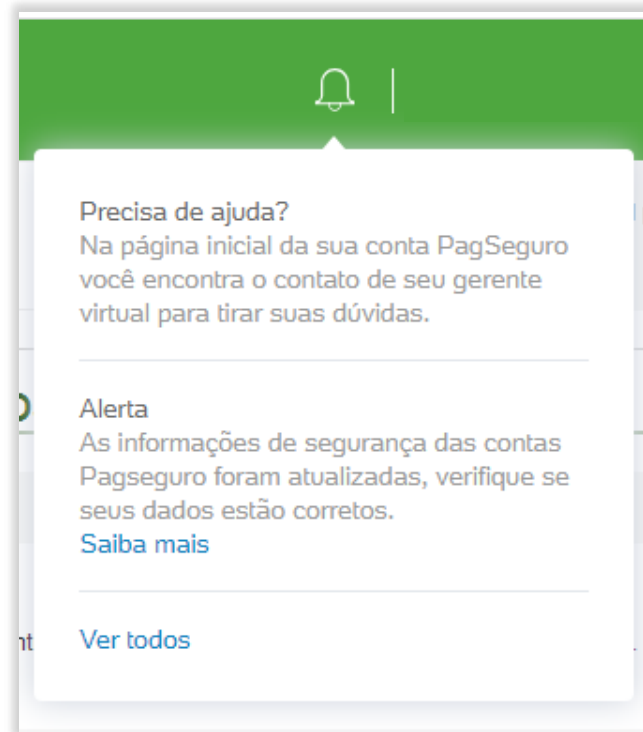 Precisa de ajuda?
Na página inicial da sua conta PagSeguro
você encontra o contato de seu gerente
virtual para tirar suas dúvidas.
Alerta
As informações de segurança das contas
Pagseguro foram atualizadas, verifique se
seus dados estão corretos.
Saiba mais
Ver todos